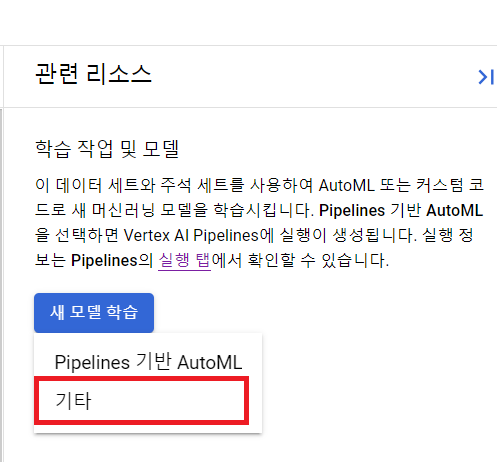 관련 리소스
학습 작업 및 모델
이 데이터 세트와 주석 세트를 사용하여 AutoML 또는 커스텀 코
드로 새 머신러닝 모델을 학습시킵니다. Pipelines 기반 AutoML
을 선택하면 Vertex AI Pipelines에 실행이 생성됩니다. 실행 정
보는 Pipelines의 실행 탭에서 확인할 수 있습니다.
새 모델 학습
Pipelines 기반 AutoML
기타